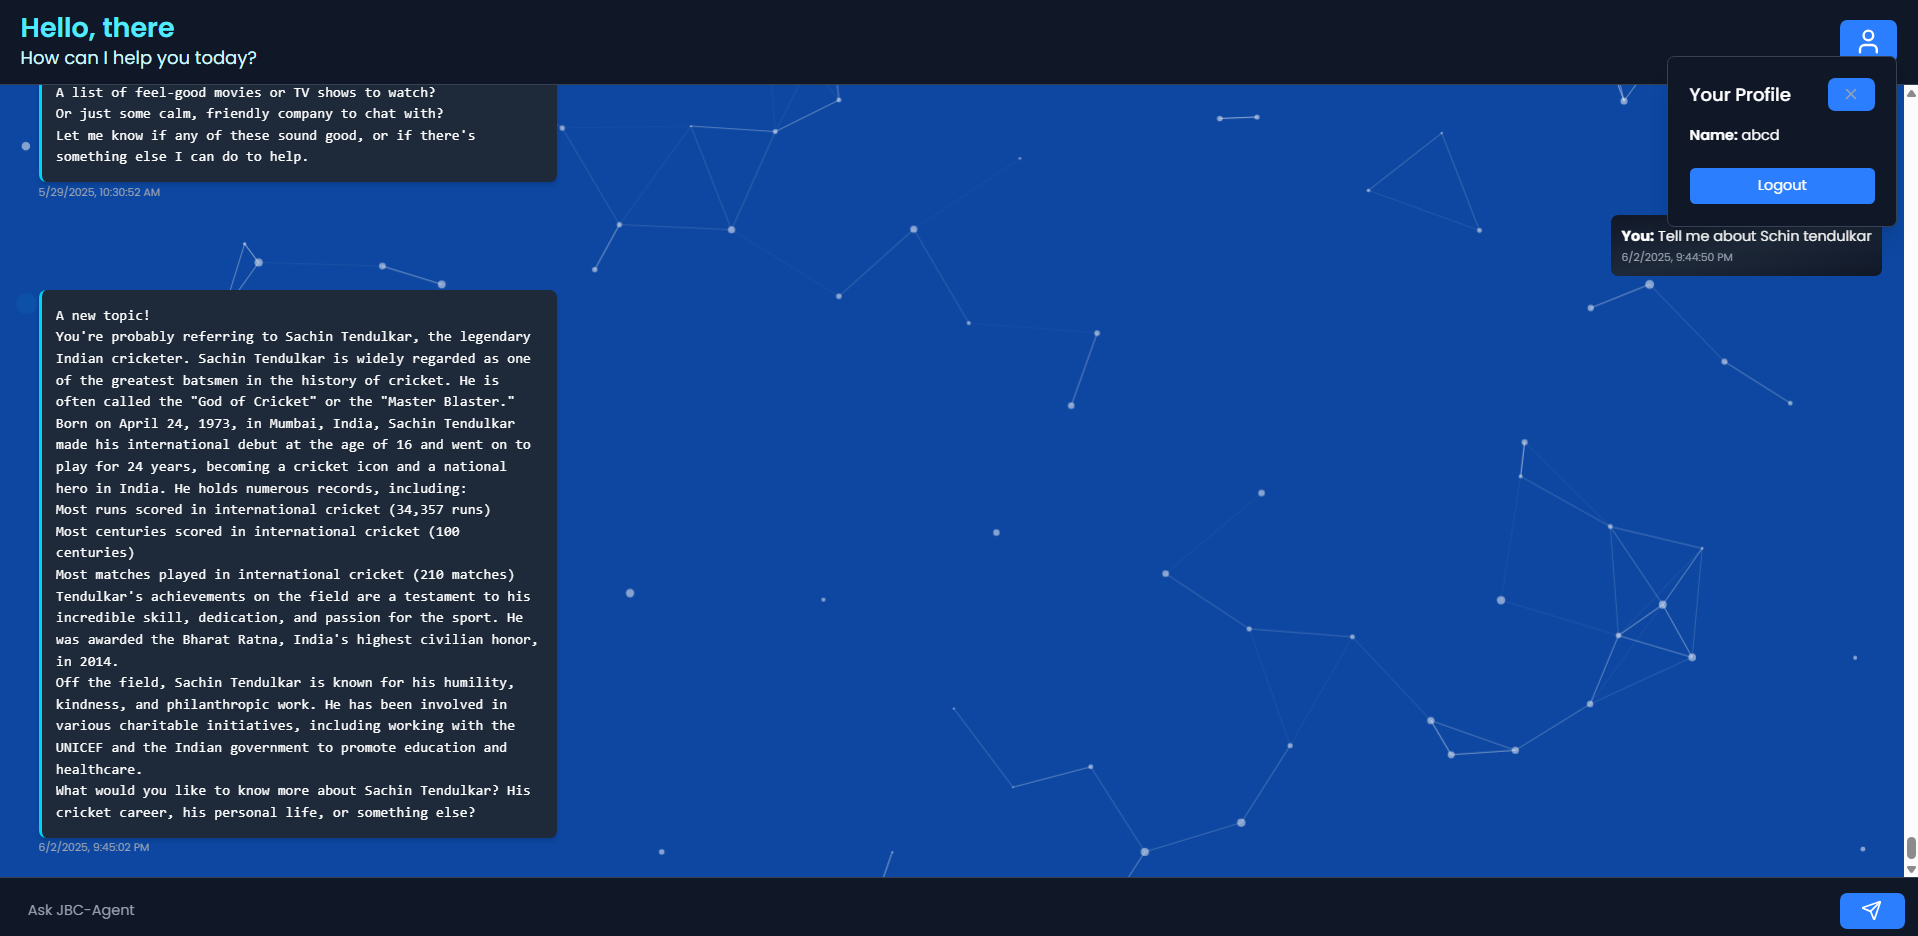 Hello, there
How can I help you today?
Your Profile
Name: abcd
Logout
A list of feel-good movies or TV shows to watch?
Or just some calm, friendly company to chat with?
Let me know if any of these sound good, or if there's
something else I can do to help.
5/29/2025, 10:30:52 AM
You: Tell me about Schin tendulkar
6/2/2025, 9:44:50 PM
A new topic!
You're probably referring to Sachin Tendulkar, the legendary
Indian cricketer. Sachin Tendulkar is widely regarded as one
of the greatest batsmen in the history of cricket. He is
often called the "God of Cricket" or the "Master Blaster."
Born on April 24, 1973, in Mumbai, India, Sachin Tendulkar
made his international debut at the age of 16 and went on to
play for 24 years, becoming a cricket icon and a national
hero in India. He holds numerous records, including:
Most runs scored in international cricket (34,357 runs)
Most centuries scored in international cricket (100
centuries)
Most matches played in international cricket (210 matches)
Tendulkar's achievements on the field are a testament to his
incredible skill, dedication, and passion for the sport. He
was awarded the Bharat Ratna, India's highest civilian honor,
in 2014.
Off the field, Sachin Tendulkar is known for his humility,
kindness, and philanthropic work. He has been involved in
various charitable initiatives, including working with the
UNICEF and the Indian government to promote education and
healthcare.
What would you like to know more about Sachin Tendulkar? His
cricket career, his personal life, or something else?
6/2/2025, 9:45:02 PM
Ask JBC-Agent